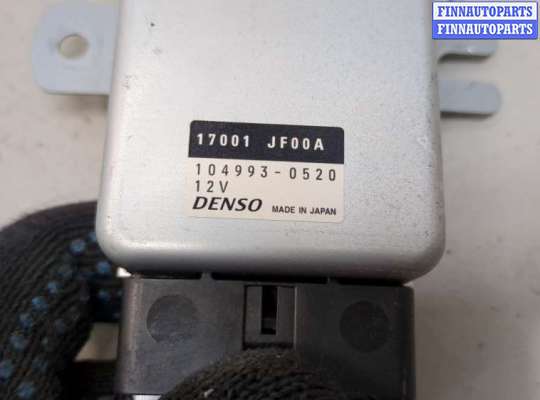 FINNAUTOPARTS
FINNAUTOPARTS
17001 JF00A
104993-0520
12V
DENSO MADE IN JAPAN